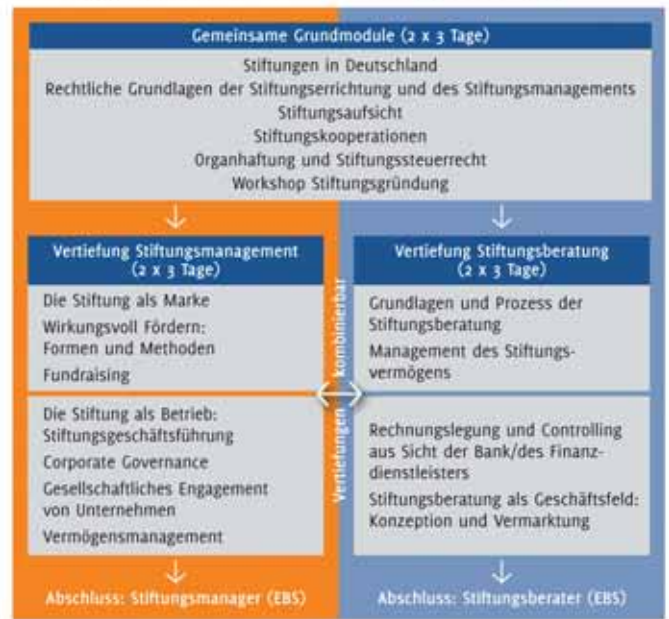 Gemeinsame Grundmodule (2 x 3 Tage)
Stiftungen in Deutschland
Rechtliche Grundlagen der Stiftungserrichtung und des Stiftungsmanagements
Stiftungsaufsicht
Stiftungskooperationen
Organhaftung und Stiftungssteuerrecht
Workshop Stiftungsgründung
Vertiefung Stiftungsmanagement
(2 x 3 Tage)
Die Stiftung als Marke
Wirkungsvoll Fördern:
Formen und Methoden
Fundraising
Die Stiftung als Betrieb:
Stiftungsgeschäftsführung
Corporate Governance
Gesellschaftliches Engagement
von Unternehmen
Vermögensmanagement
Abschluss: Stiftungsmanager (EBS)
Vertiefungen kombinierbar
Vertiefung Stiftungsberatung
(2 x 3 Tage)
Grundlagen und Prozess der
Stiftungsberatung
Management des Stiftungs-
vermögens
Rechnungslegung und Controlling
aus Sicht der Bank/des Finanz-
dienstleisters
Stiftungsberatung als Geschäftsfeld:
Konzeption und Vermarktung
Abschluss: Stiftungsberater (EBS)